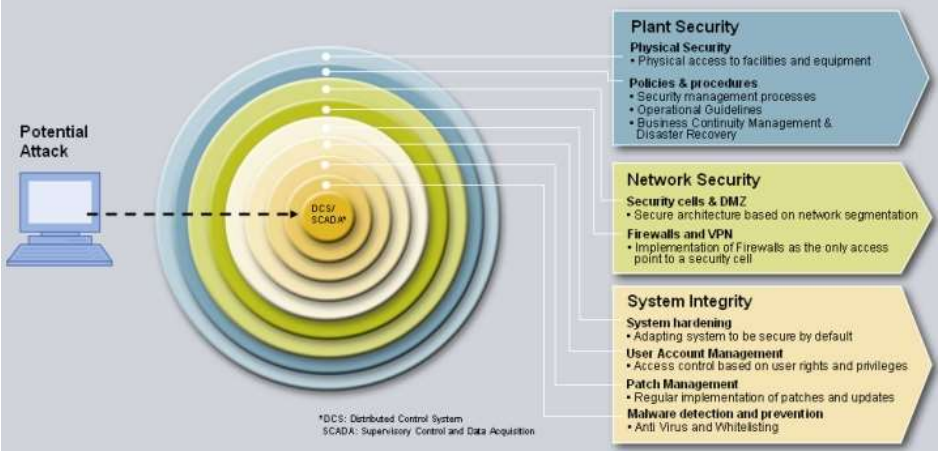 Potential
Attack
DCS/
SCADA*
*DCS: Distributed Control System
SCADA: Supervisory Control and Data Acquisition
Plant Security
Physical Security
• Physical access to facilities and equipment
Policies & procedures
• Security management processes
• Operational Guidelines
• Business Continuity Management &
Disaster Recovery
Network Security
Security cells & DMZ
• Secure architecture based on network segmentation
Firewalls and VPN
• Implementation of Firewalls as the only access
point to a security cell
System Integrity
System hardening
• Adapting system to be secure by default
User Account Management
• Access control based on user rights and privileges
Patch Management
• Regular implementation of patches and updates
Malware detection and prevention
• Anti Virus and Whitelisting